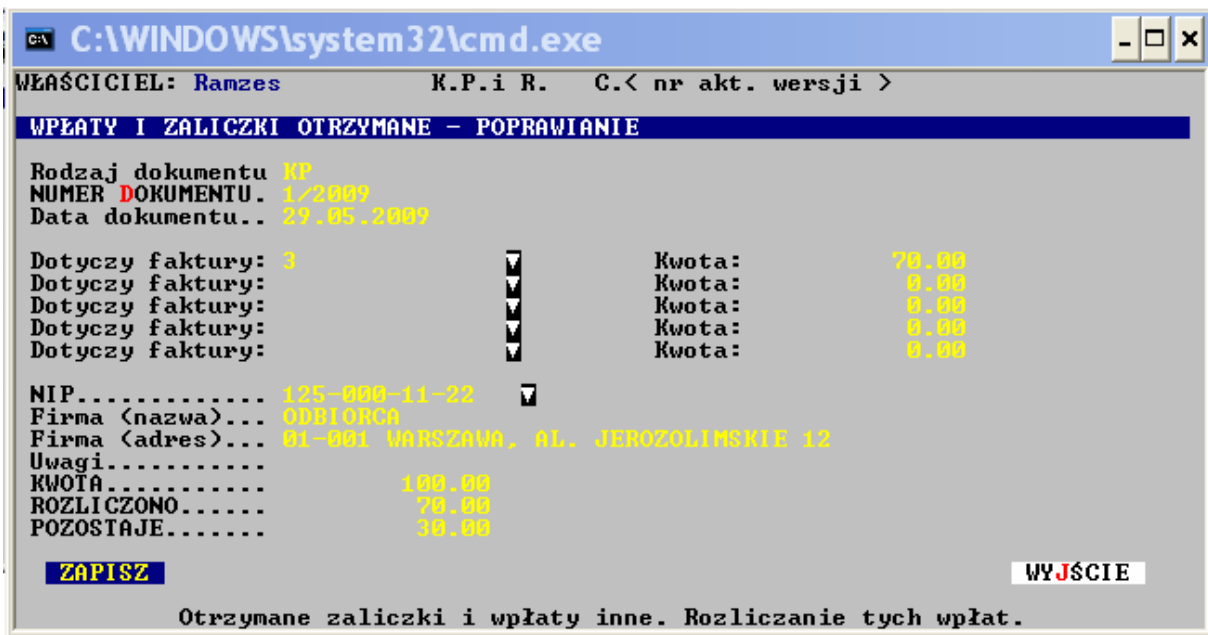 C:\WINDOWS\system32\cmd.exe
WŁAŚCICIEL: Ramzes K.P.i R. C.< nr akt. wersji >
WPŁATY I ZALICZKI OTRZYMANE - POPRAWIANIE
Rodzaj dokumentu KP
NUMER DOKUMENTU. 1/2009
Data dokumentu.. 29.05.2009
Dotyczy faktury: 3 Kwota: 70.00
Dotyczy faktury: Kwota: 0.00
Dotyczy faktury: Kwota: 0.00
Dotyczy faktury: Kwota: 0.00
Dotyczy faktury: Kwota: 0.00
NIP............. 125-000-11-22
Firma (nazwa)... ODBIORCA
Firma (adres)... 01-001 WARSZAWA, AL. JEROZOLIMSKIE 12
Uwagi...........
KWOTA........... 100.00
ROZLICZONO...... 70.00
POZOSTAJE....... 30.00
ZAPISZ WYJŚCIE
Otrzymane zaliczki i wpłaty inne. Rozliczanie tych wpłat.